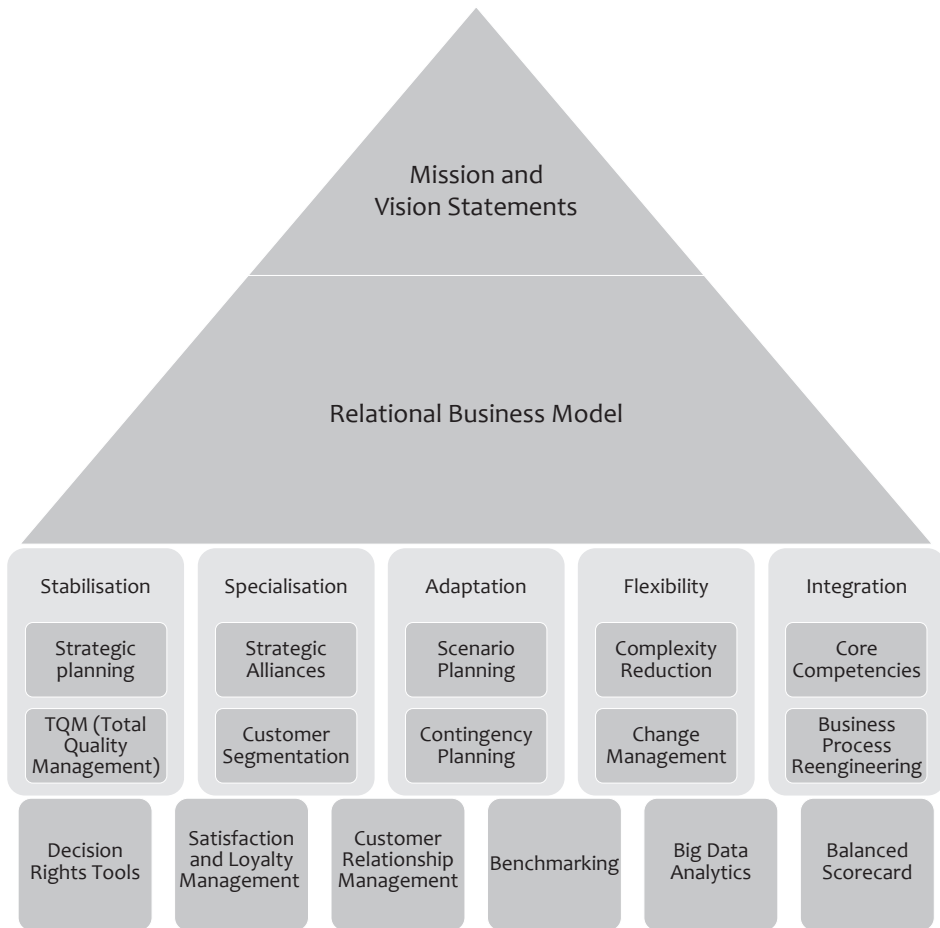 Mission and
Vision Statements
Relational Business Model
Stabilisation
Strategic
planning
TQM (Total
Quality
Management)
Specialisation
Strategic
Alliances
Customer
Segmentation
Adaptation
Scenario
Planning
Contingency
Planning
Flexibility
Complexity
Reduction
Change
Management
Integration
Core
Competencies
Business
Process
Reengineering
Decision
Rights Tools
Satisfaction
and Loyalty
Management
Customer
Relationship
Management
Benchmarking
Big Data
Analytics
Balanced
Scorecard